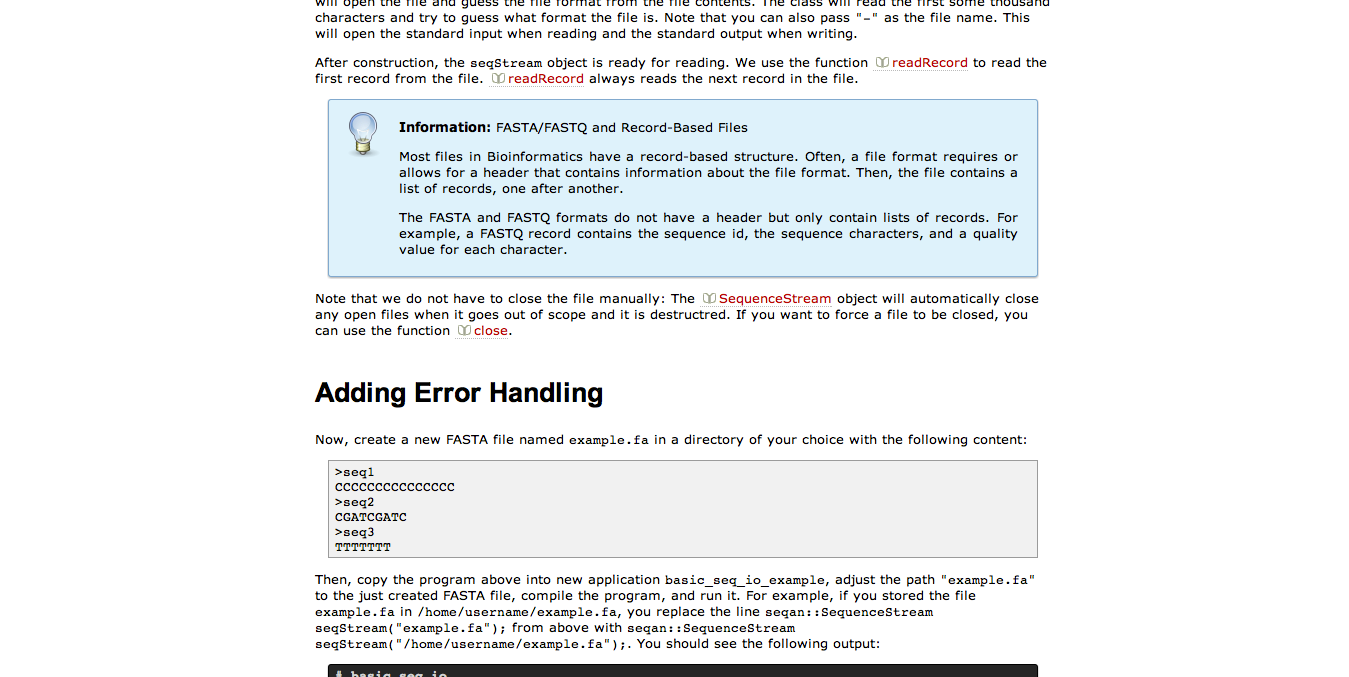 will open the file and guess the file format from the file contents. The class will read the first some thousand
characters and try to guess what format the file is. Note that you can also pass "-" as the file name. This
will open the standard input when reading and the standard output when writing.
After construction, the seqStream object is ready for reading. We use the function readRecord to read the
first record from the file. readRecord always reads the next record in the file.
Information: FASTA/FASTQ and Record-Based Files
Most files in Bioinformatics have a record-based structure. Often, a file format requires or
allows for a header that contains information about the file format. Then, the file contains a
list of records, one after another.
The FASTA and FASTQ formats do not have a header but only contain lists of records. For
example, a FASTQ record contains the sequence id, the sequence characters, and a quality
value for each character.
Note that we do not have to close the file manually: The SequenceStream object will automatically close
any open files when it goes out of scope and it is destructred. If you want to force a file to be closed, you
can use the function close.
Adding Error Handling
Now, create a new FASTA file named example.fa in a directory of your choice with the following content:
>seq1
CCCCCCCCCCCCCCC
>seq2
CGATCGATC
>seq3
TTTTTTT
Then, copy the program above into new application basic_seq_io_example, adjust the path "example.fa"
to the just created FASTA file, compile the program, and run it. For example, if you stored the file
example.fa in /home/username/example.fa, you replace the line seqan::SequenceStream
seqStream("example.fa"); from above with seqan::SequenceStream
seqStream("/home/username/example.fa");. You should see the following output:
# basic_seq_io